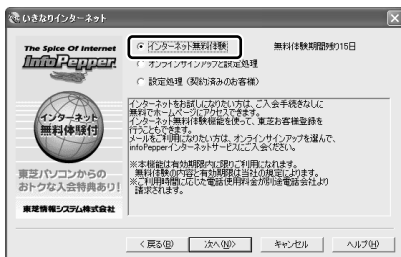 いきなりインターネット
The Spice Of Internet
InfoPepper
インターネット
無料体験付
東芝パソコンからの
おトクな入会特典あり!
東芝情報システム株式会社
インターネット無料体験
無料体験期間残り15日
オンラインサインアップと設定処理
設定処理(契約済みのお客様)
インターネットをお試しになりたい方は、ご入会手続きなしに
無料でホームページにアクセスできます。
インターネット無料体験機能を使って、東芝お客様登録を
行うこともできます。
メールをご利用になりたい方は、オンラインサインアップを選んで、
infoPepperインターネットサービスにご入会ください。
※本機能は有効期限内に限りご利用になれます。
無料体験の内容と有効期限は当社の規定によります。
※ご利用時間に応じた電話使用料金が別途電話会社より
請求されます。
< 戻る(B)
次へ(N)>
キャンセル
ヘルプ(H)